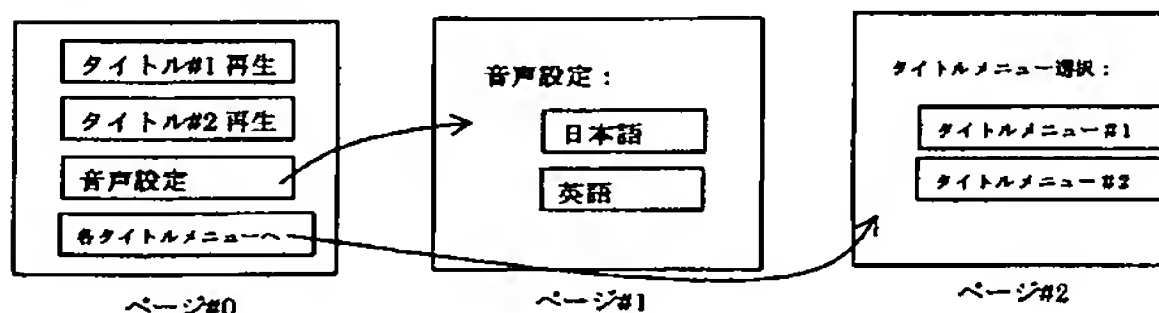 タイトル#1 再生
タイトル#2 再生
音声設定
各タイトルメニューへ
ページ#0
音声設定：
日本語
英語
ページ#1
タイトルメニュー選択：
タイトルメニュー#1
タイトルメニュー#2
ページ#2